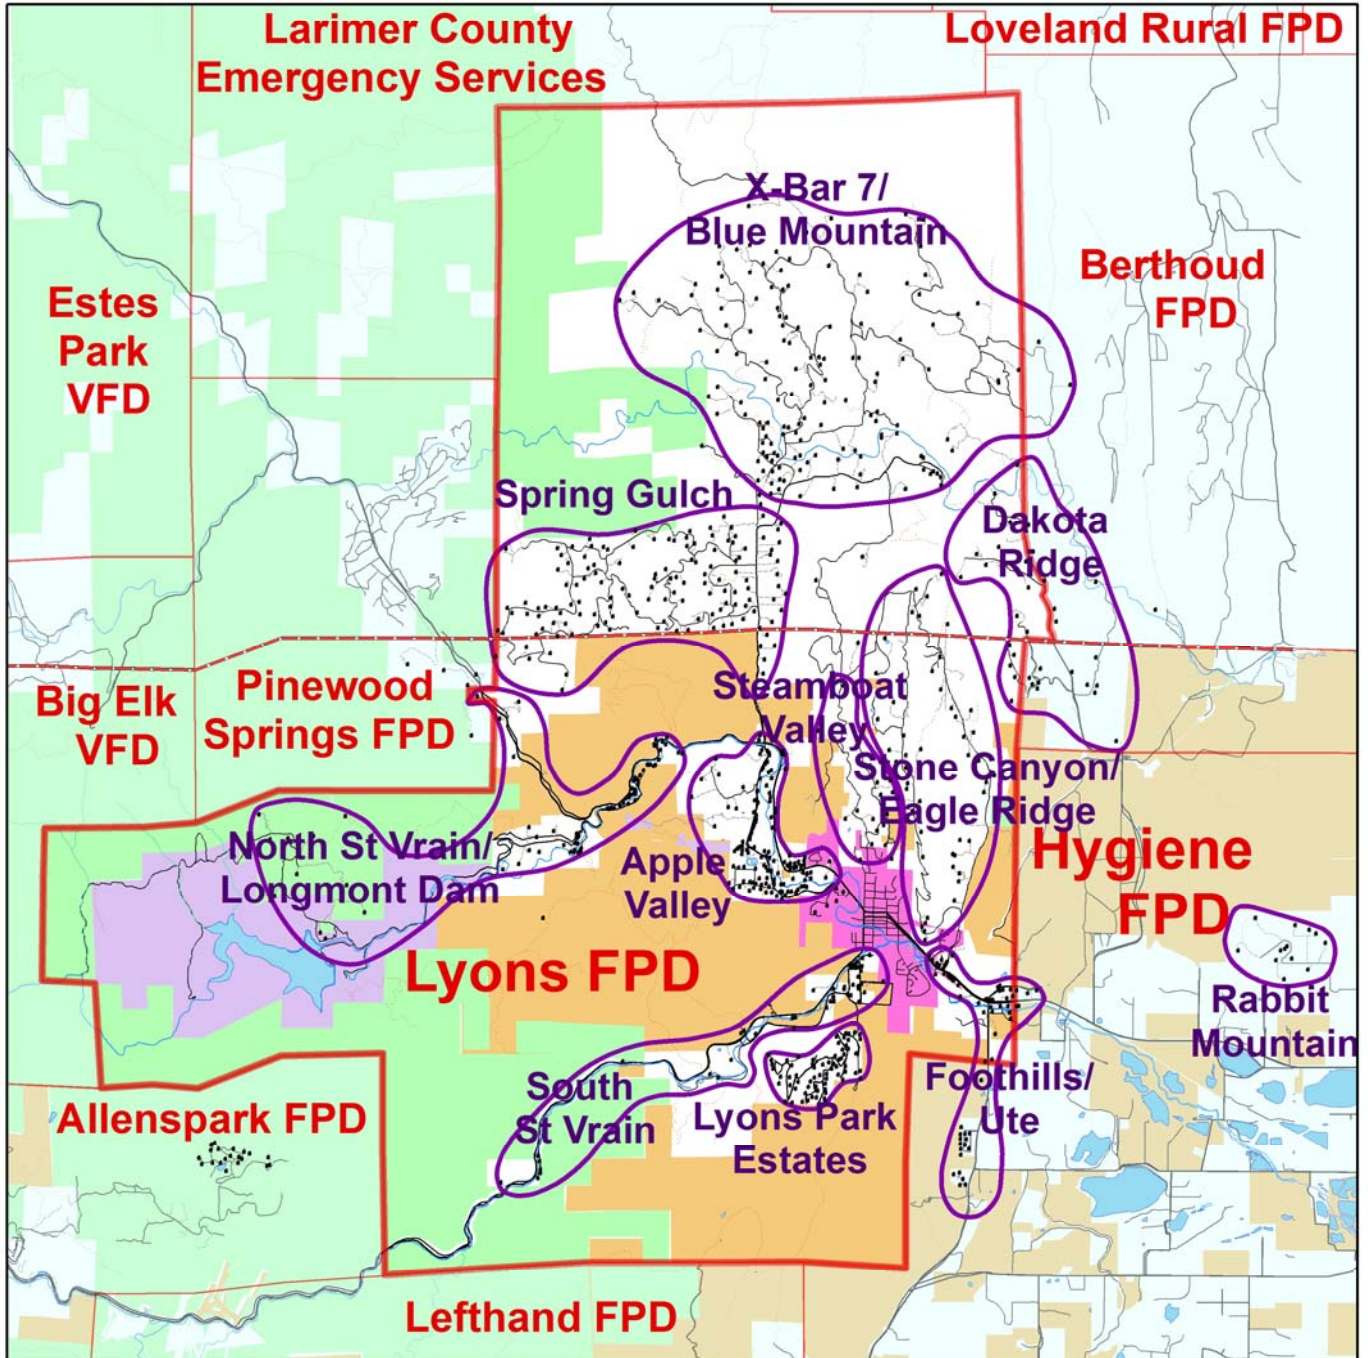 Larimer County
Emergency Services
Loveland Rural FPD
X-Bar 7/
Blue Mountain
Berthoud
FPD
Estes
Park
VFD
Spring Gulch
Dakota
Ridge
Big Elk
VFD
Pinewood
Springs FPD
Steamboat
Valley
Stone Canyon/
Eagle Ridge
North St Vrain/
Longmont Dam
Apple
Valley
Hygiene
FPD
Lyons FPD
Rabbit
Mountain
Allenspark FPD
South
St Vrain
Lyons Park
Estates
Foothills/
Ute
Lefthand FPD